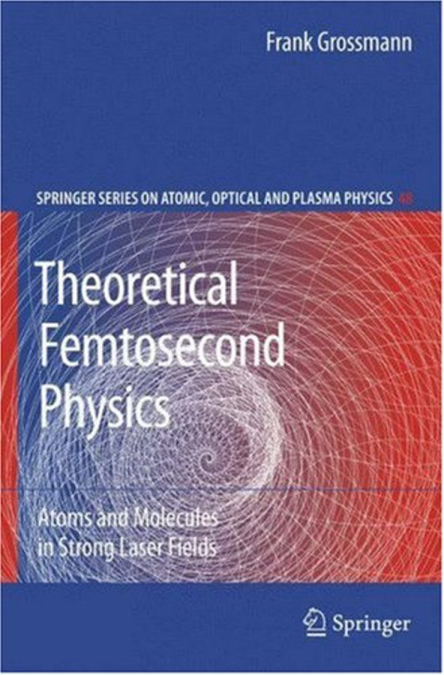 Frank Grossmann
SPRINGER SERIES ON ATOMIC, OPTICAL AND PLASMA PHYSICS 48
Theoretical
Femtosecond
Physics
Atoms and Molecules
in Strong Laser Fields
Springer